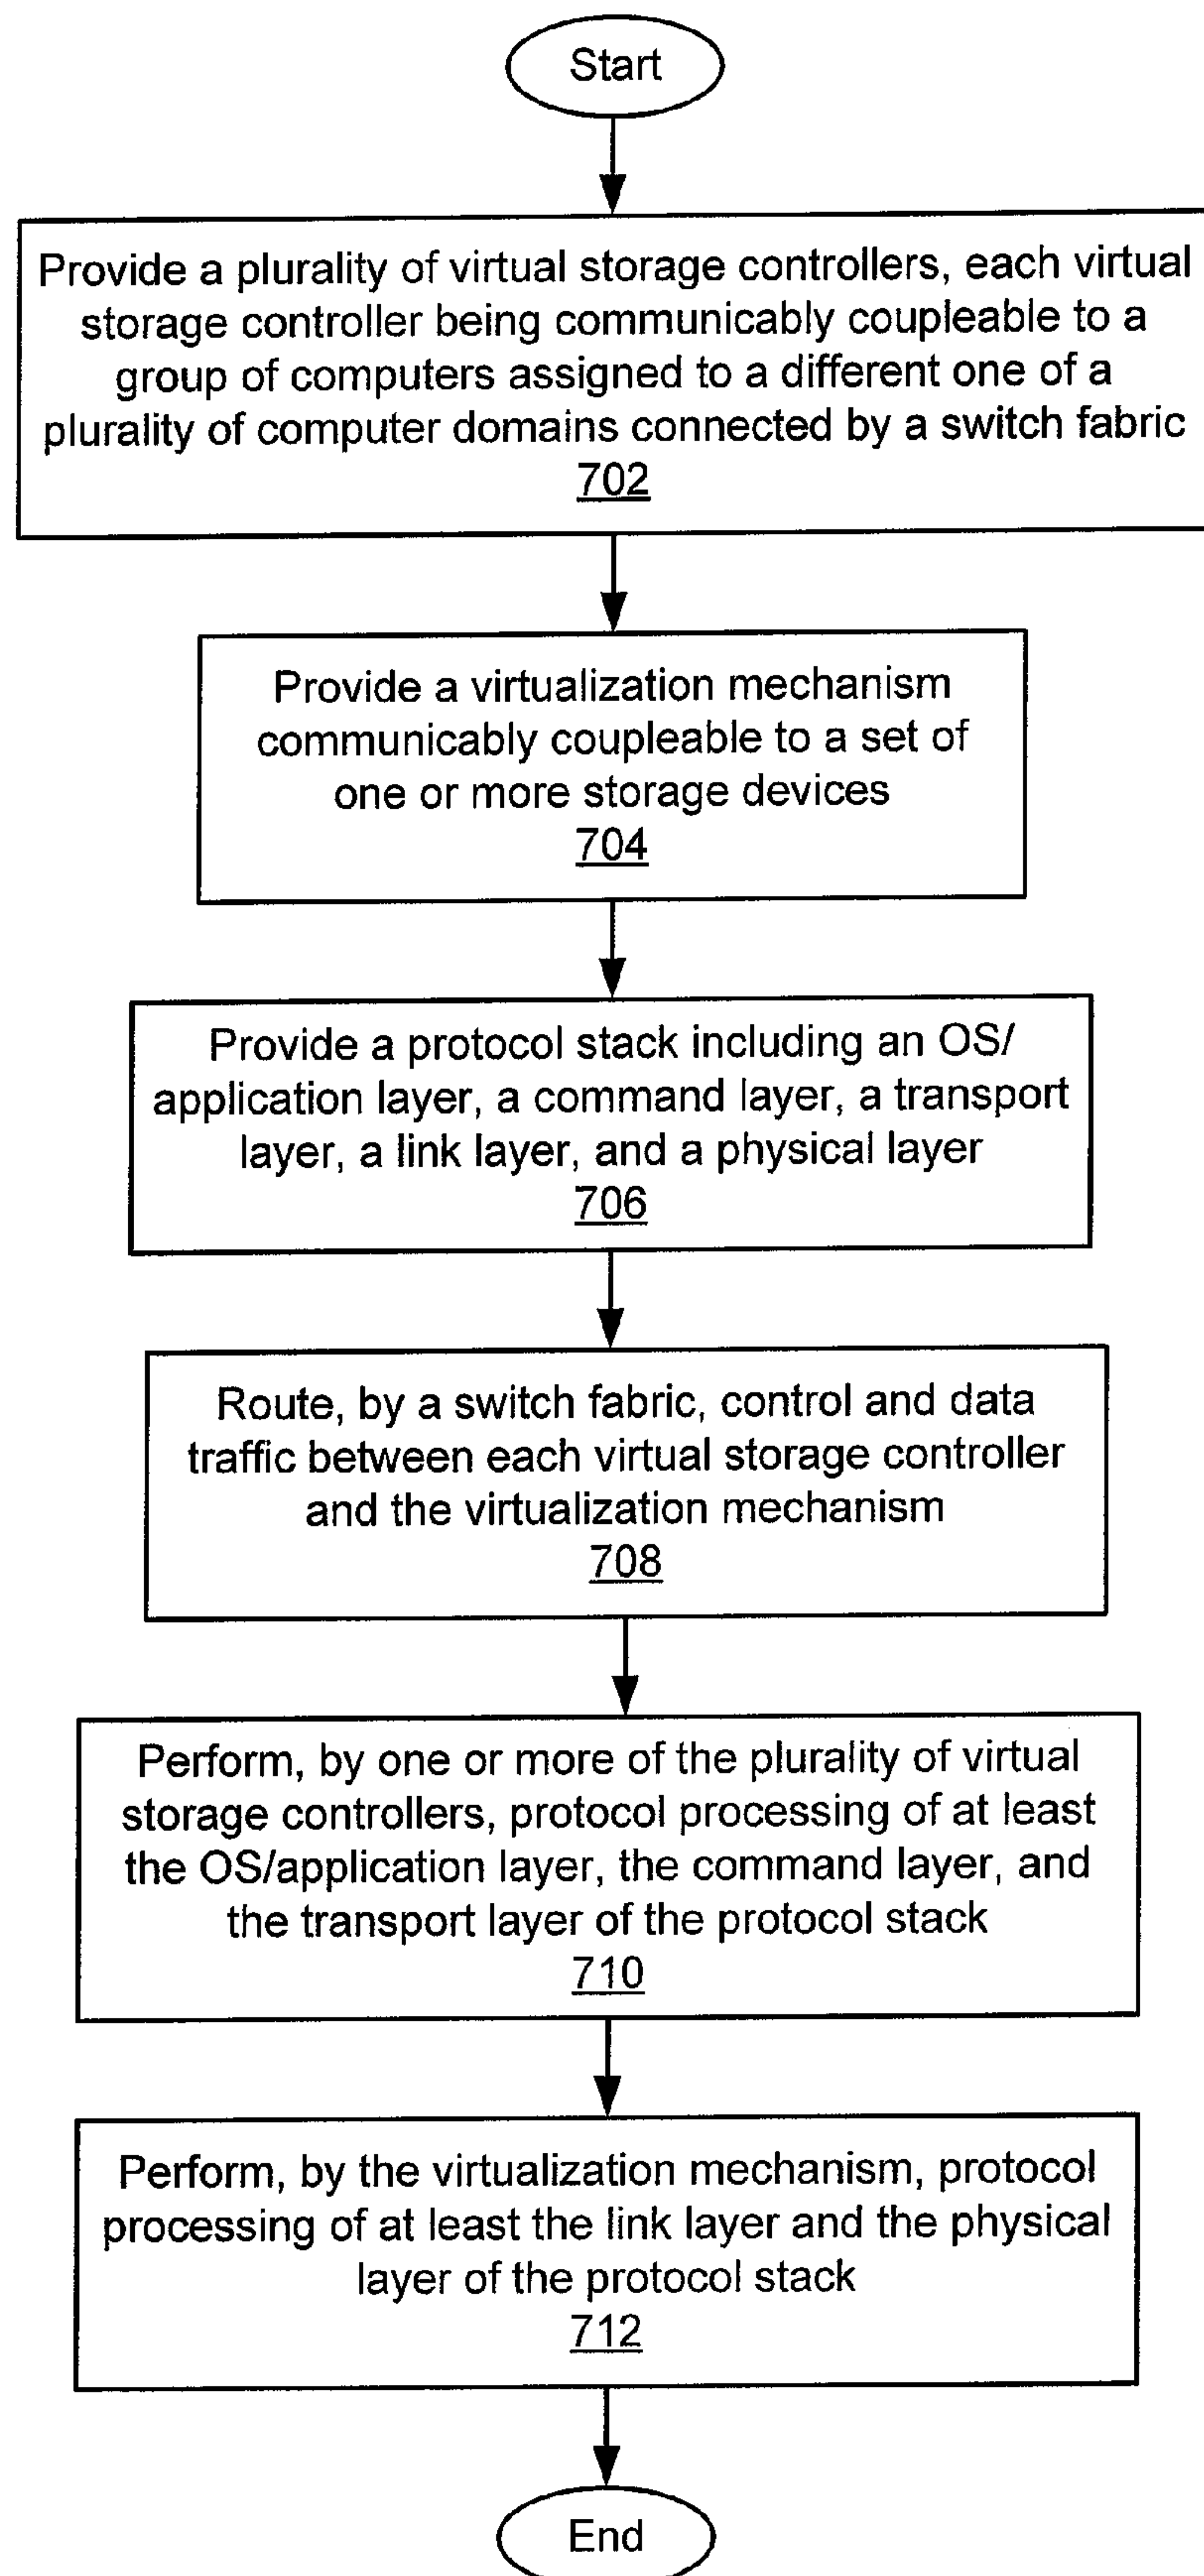 Start
Provide a plurality of virtual storage controllers, each virtual
storage controller being communicably coupleable to a
group of computers assigned to a different one of a
plurality of computer domains connected by a switch fabric
702
Provide a virtualization mechanism
communicably coupleable to a set of
one or more storage devices
704
Provide a protocol stack including an OS/
application layer, a command layer, a transport
layer, a link layer, and a physical layer
706
Route, by a switch fabric, control and data
traffic between each virtual storage controller
and the virtualization mechanism
708
Perform, by one or more of the plurality of virtual
storage controllers, protocol processing of at least
the OS/application layer, the command layer, and
the transport layer of the protocol stack
710
Perform, by the virtualization mechanism, protocol
processing of at least the link layer and the physical
layer of the protocol stack
712
End